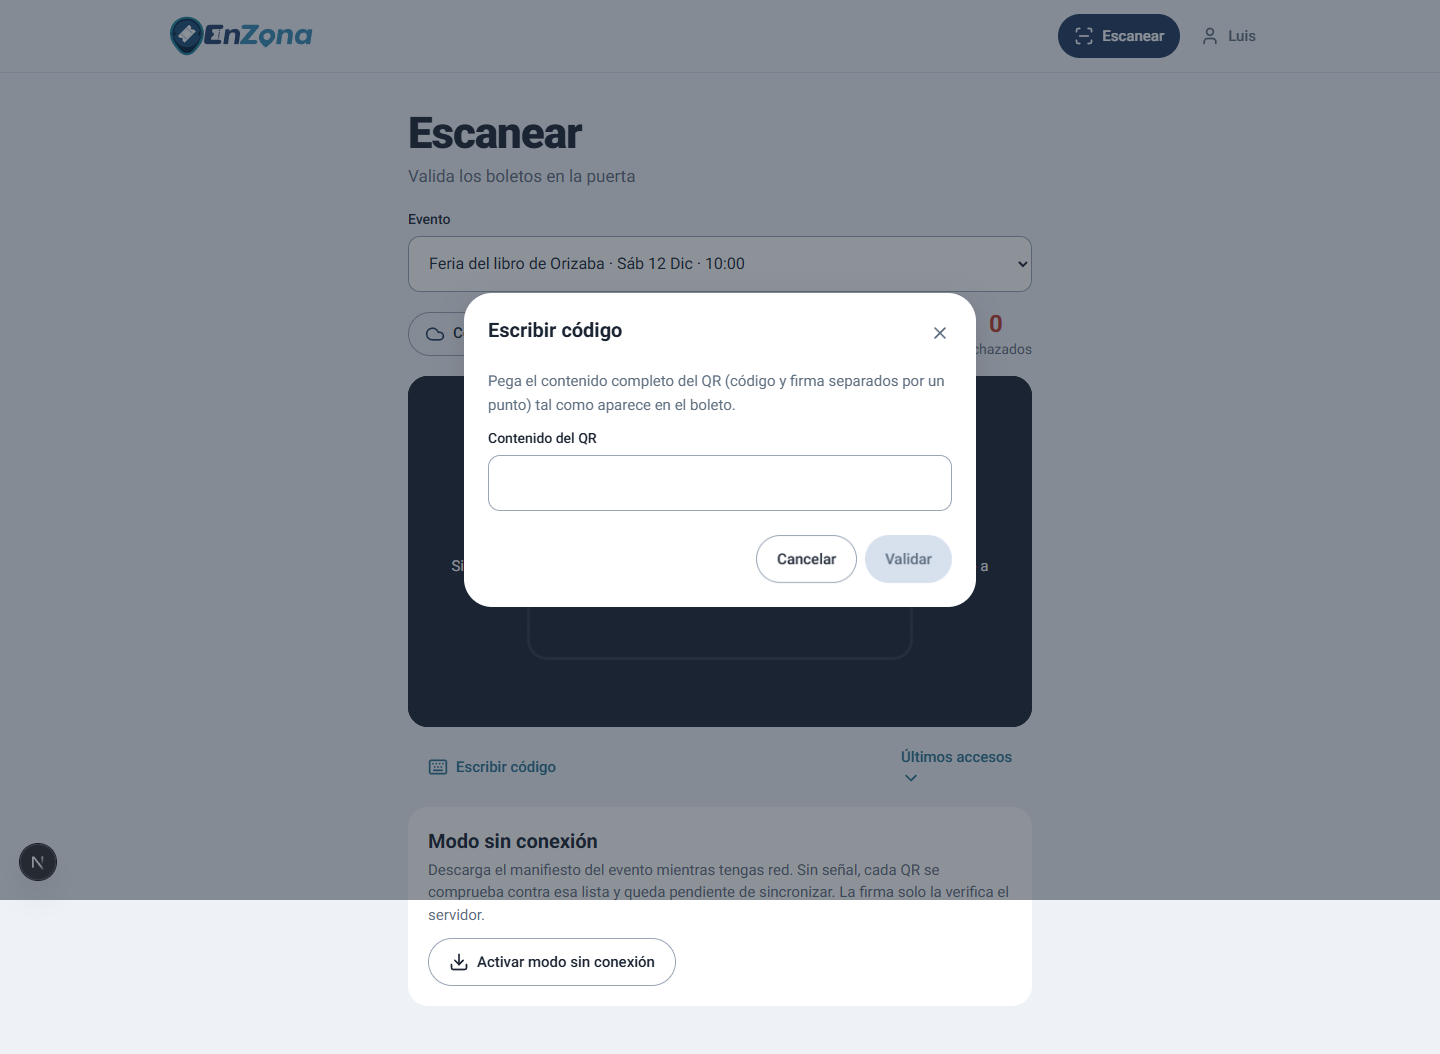 EnZona
Escanear
Luis
Escanear
Valida los boletos en la puerta
Evento
Feria del libro de Orizaba · Sáb 12 Dic · 10:00
0
chazados
Escribir código
Pega el contenido completo del QR (código y firma separados por un
punto) tal como aparece en el boleto.
Contenido del QR
Cancelar
Validar
Si
a
Escribir código
Últimos accesos
Modo sin conexión
Descarga el manifiesto del evento mientras tengas red. Sin señal, cada QR se
comprueba contra esa lista y queda pendiente de sincronizar. La firma solo la verifica el
servidor.
Activar modo sin conexión
N